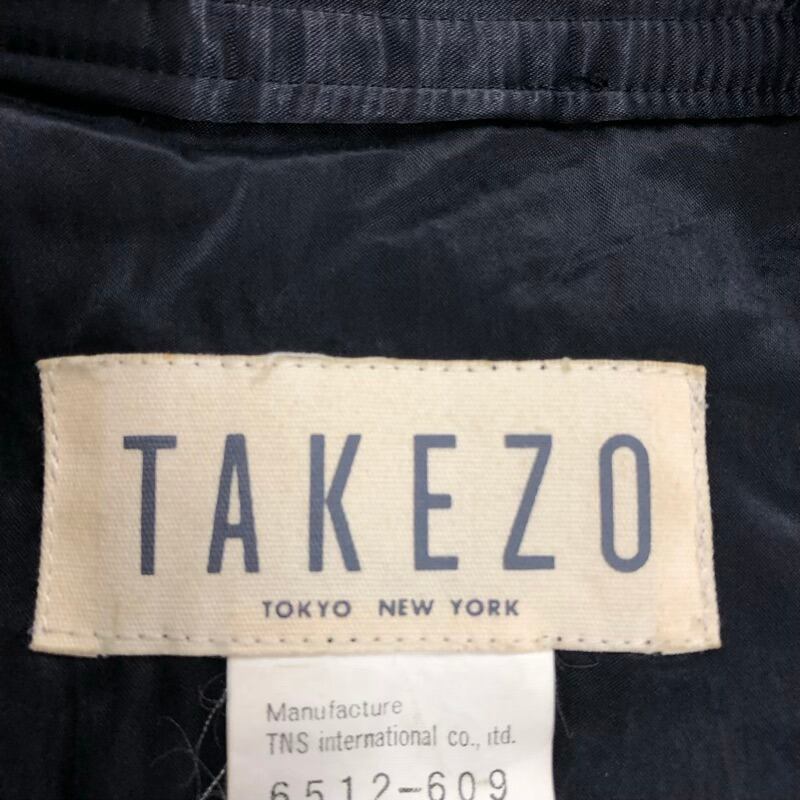 TAKEZO
TOKYO NEW YORK
Manufacture
TNS international co., ltd.
6512-609